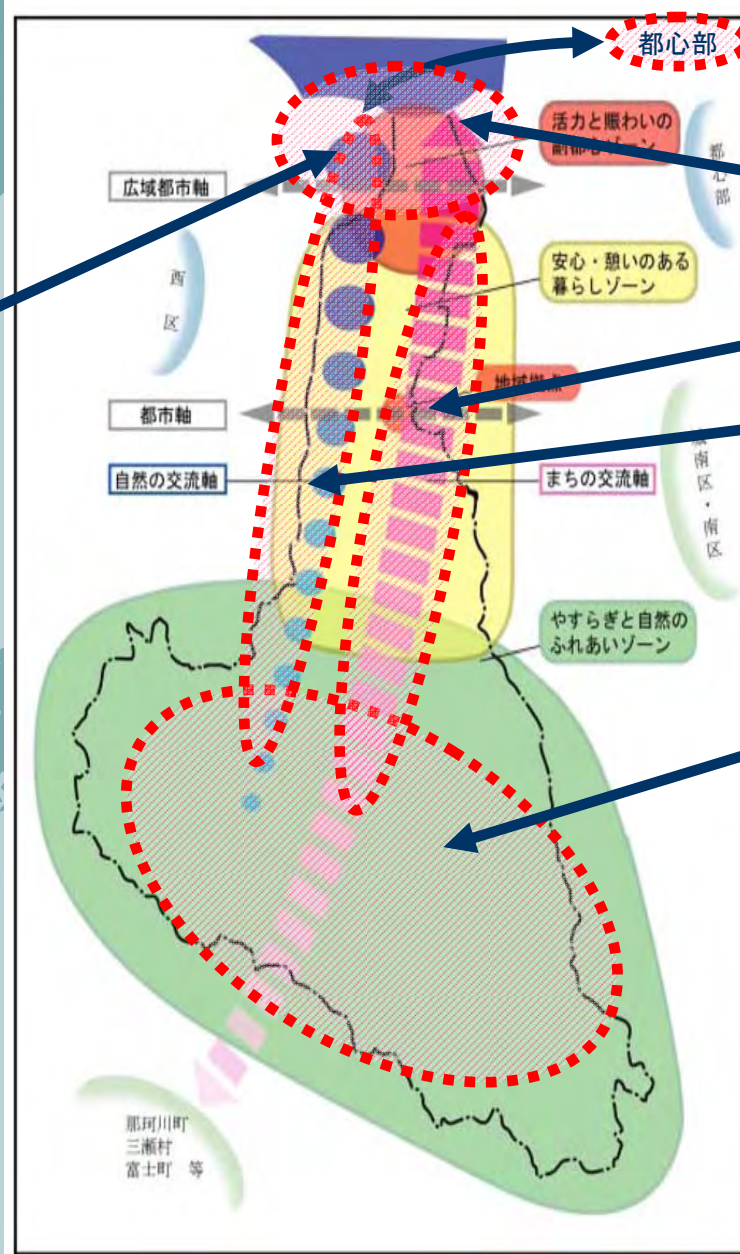 都心部
活力と賑わいの
副都心ゾーン
都心部
広域都市軸
安心・憩いのある
暮らしゾーン
西区
地域拠点
都市軸
自然の交流軸
まちの交流軸
城南区・南区
やすらぎと自然の
ふれあいゾーン
那珂川町
三瀬村
富士町 等